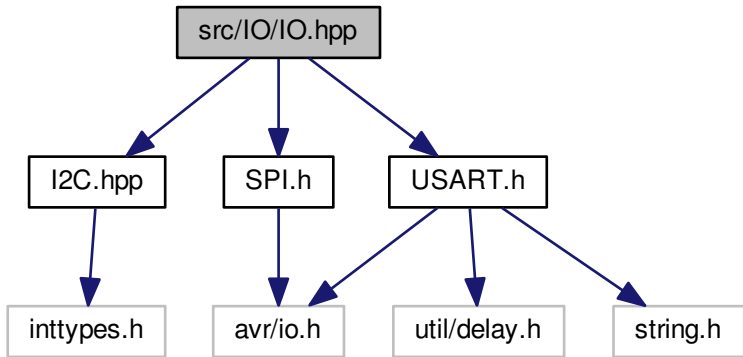 src/IO/IO.hpp
I2C.hpp
SPI.h
USART.h
inttypes.h
avr/io.h
util/delay.h
string.h